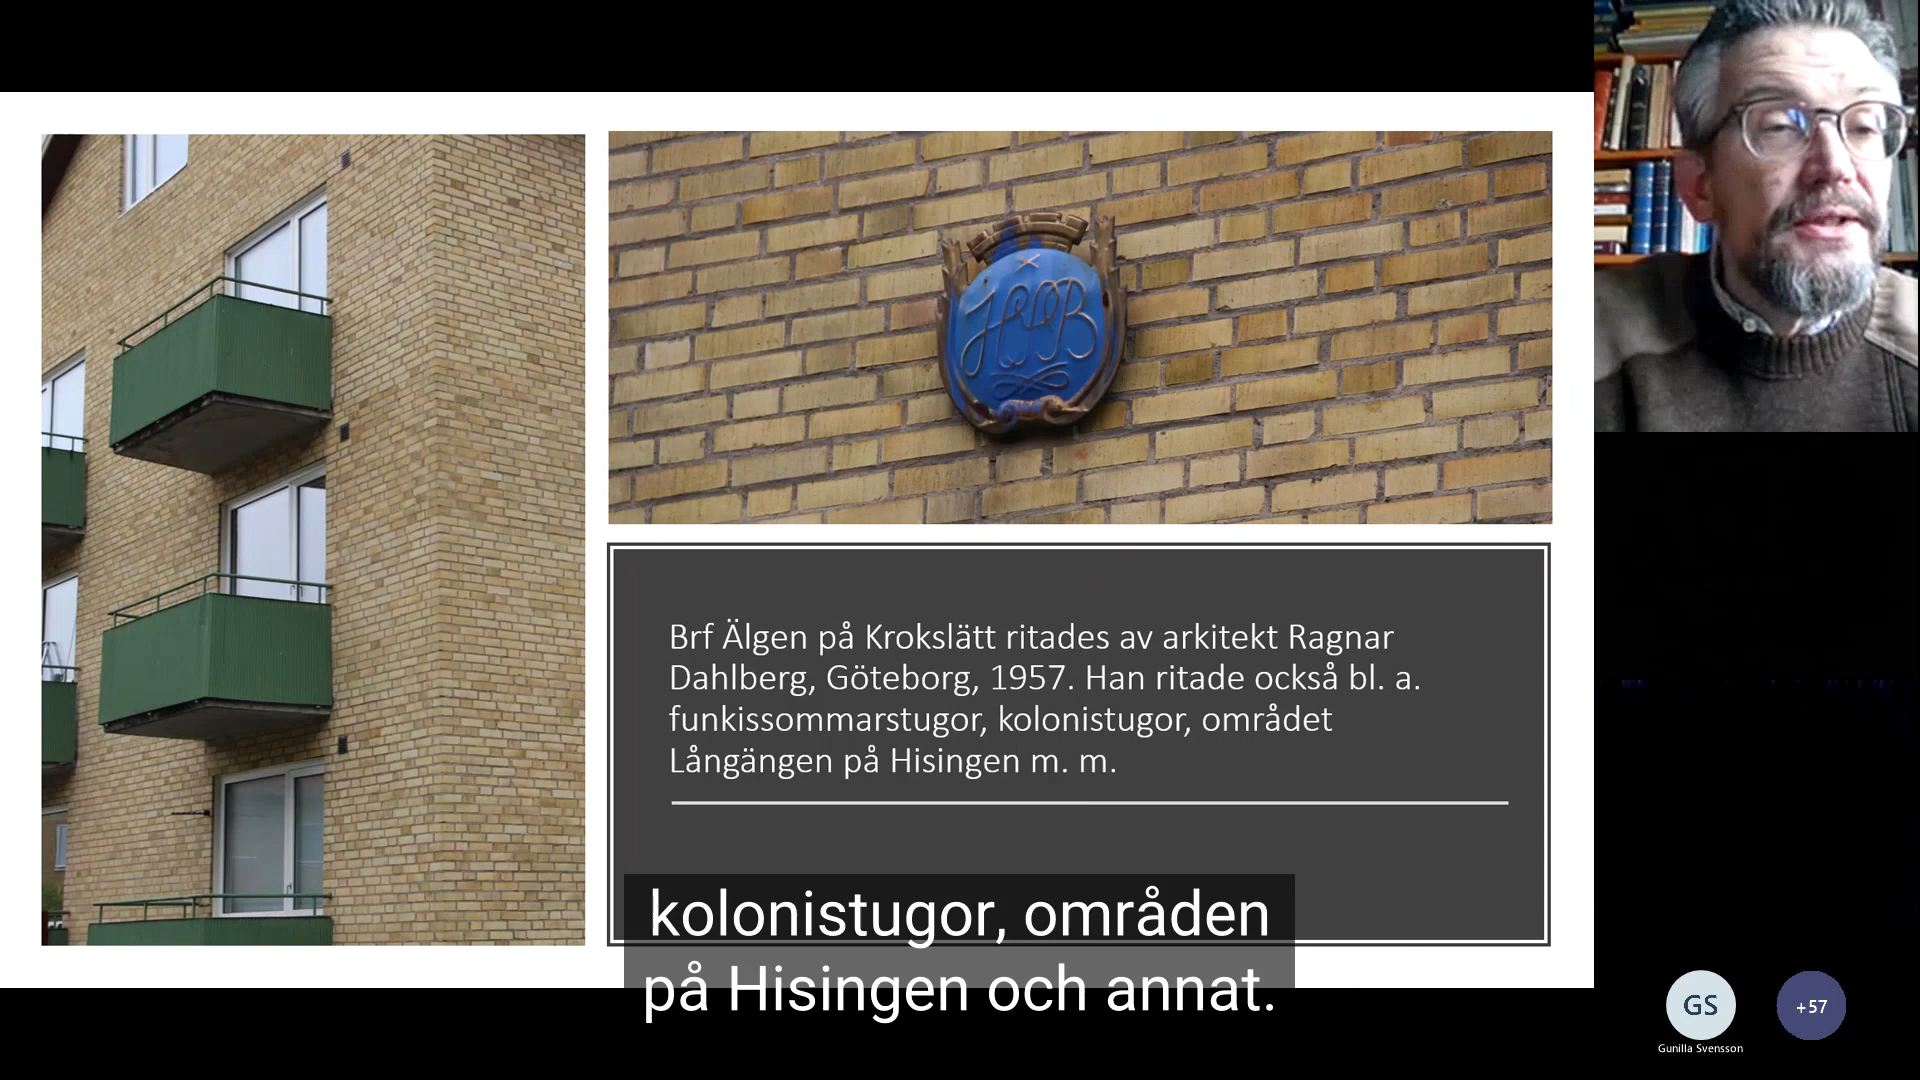 HSB
Brf Älgen på Krokslätt ritades av arkitekt Ragnar
Dahlberg, Göteborg, 1957. Han ritade också bl. a.
funkissommarstugor, kolonistugor, området
Långängen på Hisingen m. m.
kolonistugor, områden
på Hisingen och annat.
GS
+57
Gunilla Svensson